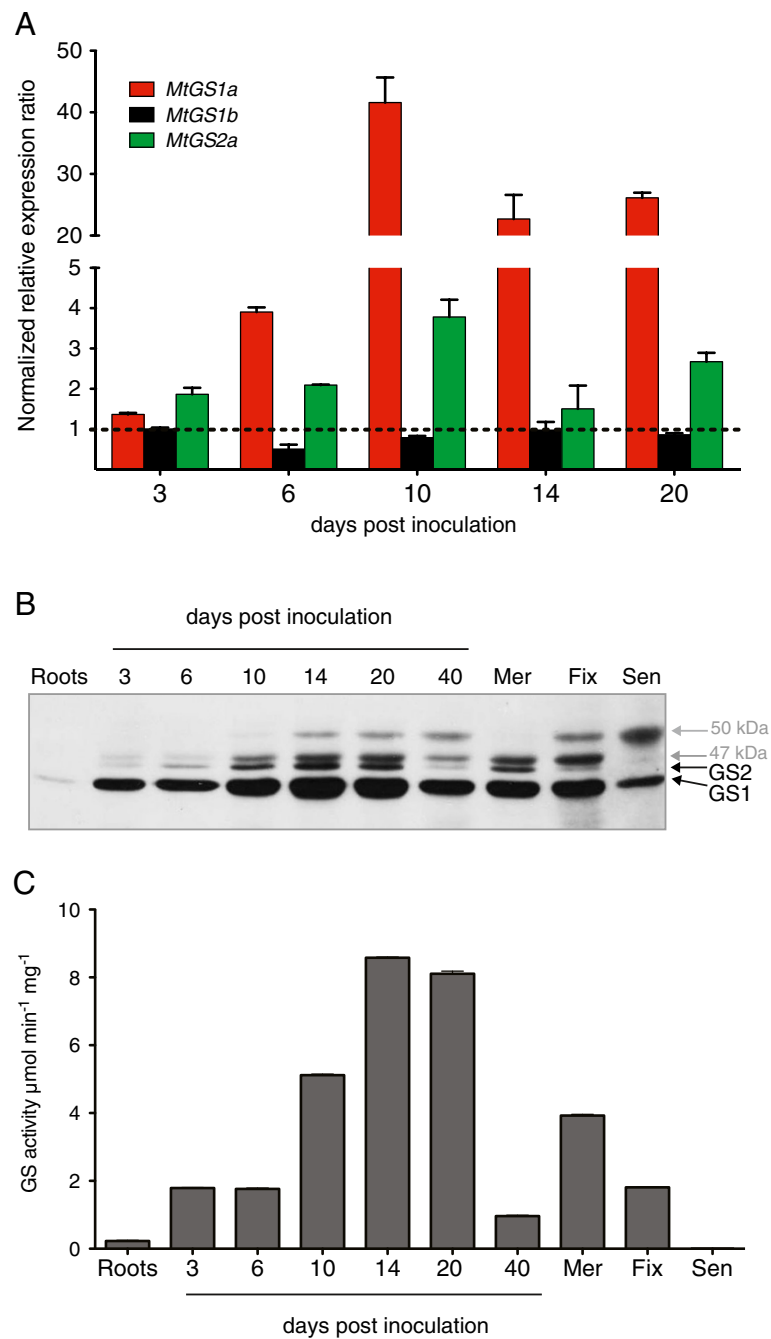 A
Normalized relative expression ratio
50
40
30
20
5
4
3
2
1
MtGS1a
MtGS1b
MtGS2a
3 6 10 14 20
days post inoculation
B
days post inoculation
Roots 3 6 10 14 20 40 Mer Fix Sen
50 kDa
47 kDa
GS2
GS1
C
GS activity µmol min⁻¹ mg⁻¹
10
8
6
4
2
0
Roots 3 6 10 14 20 40 Mer Fix Sen
days post inoculation